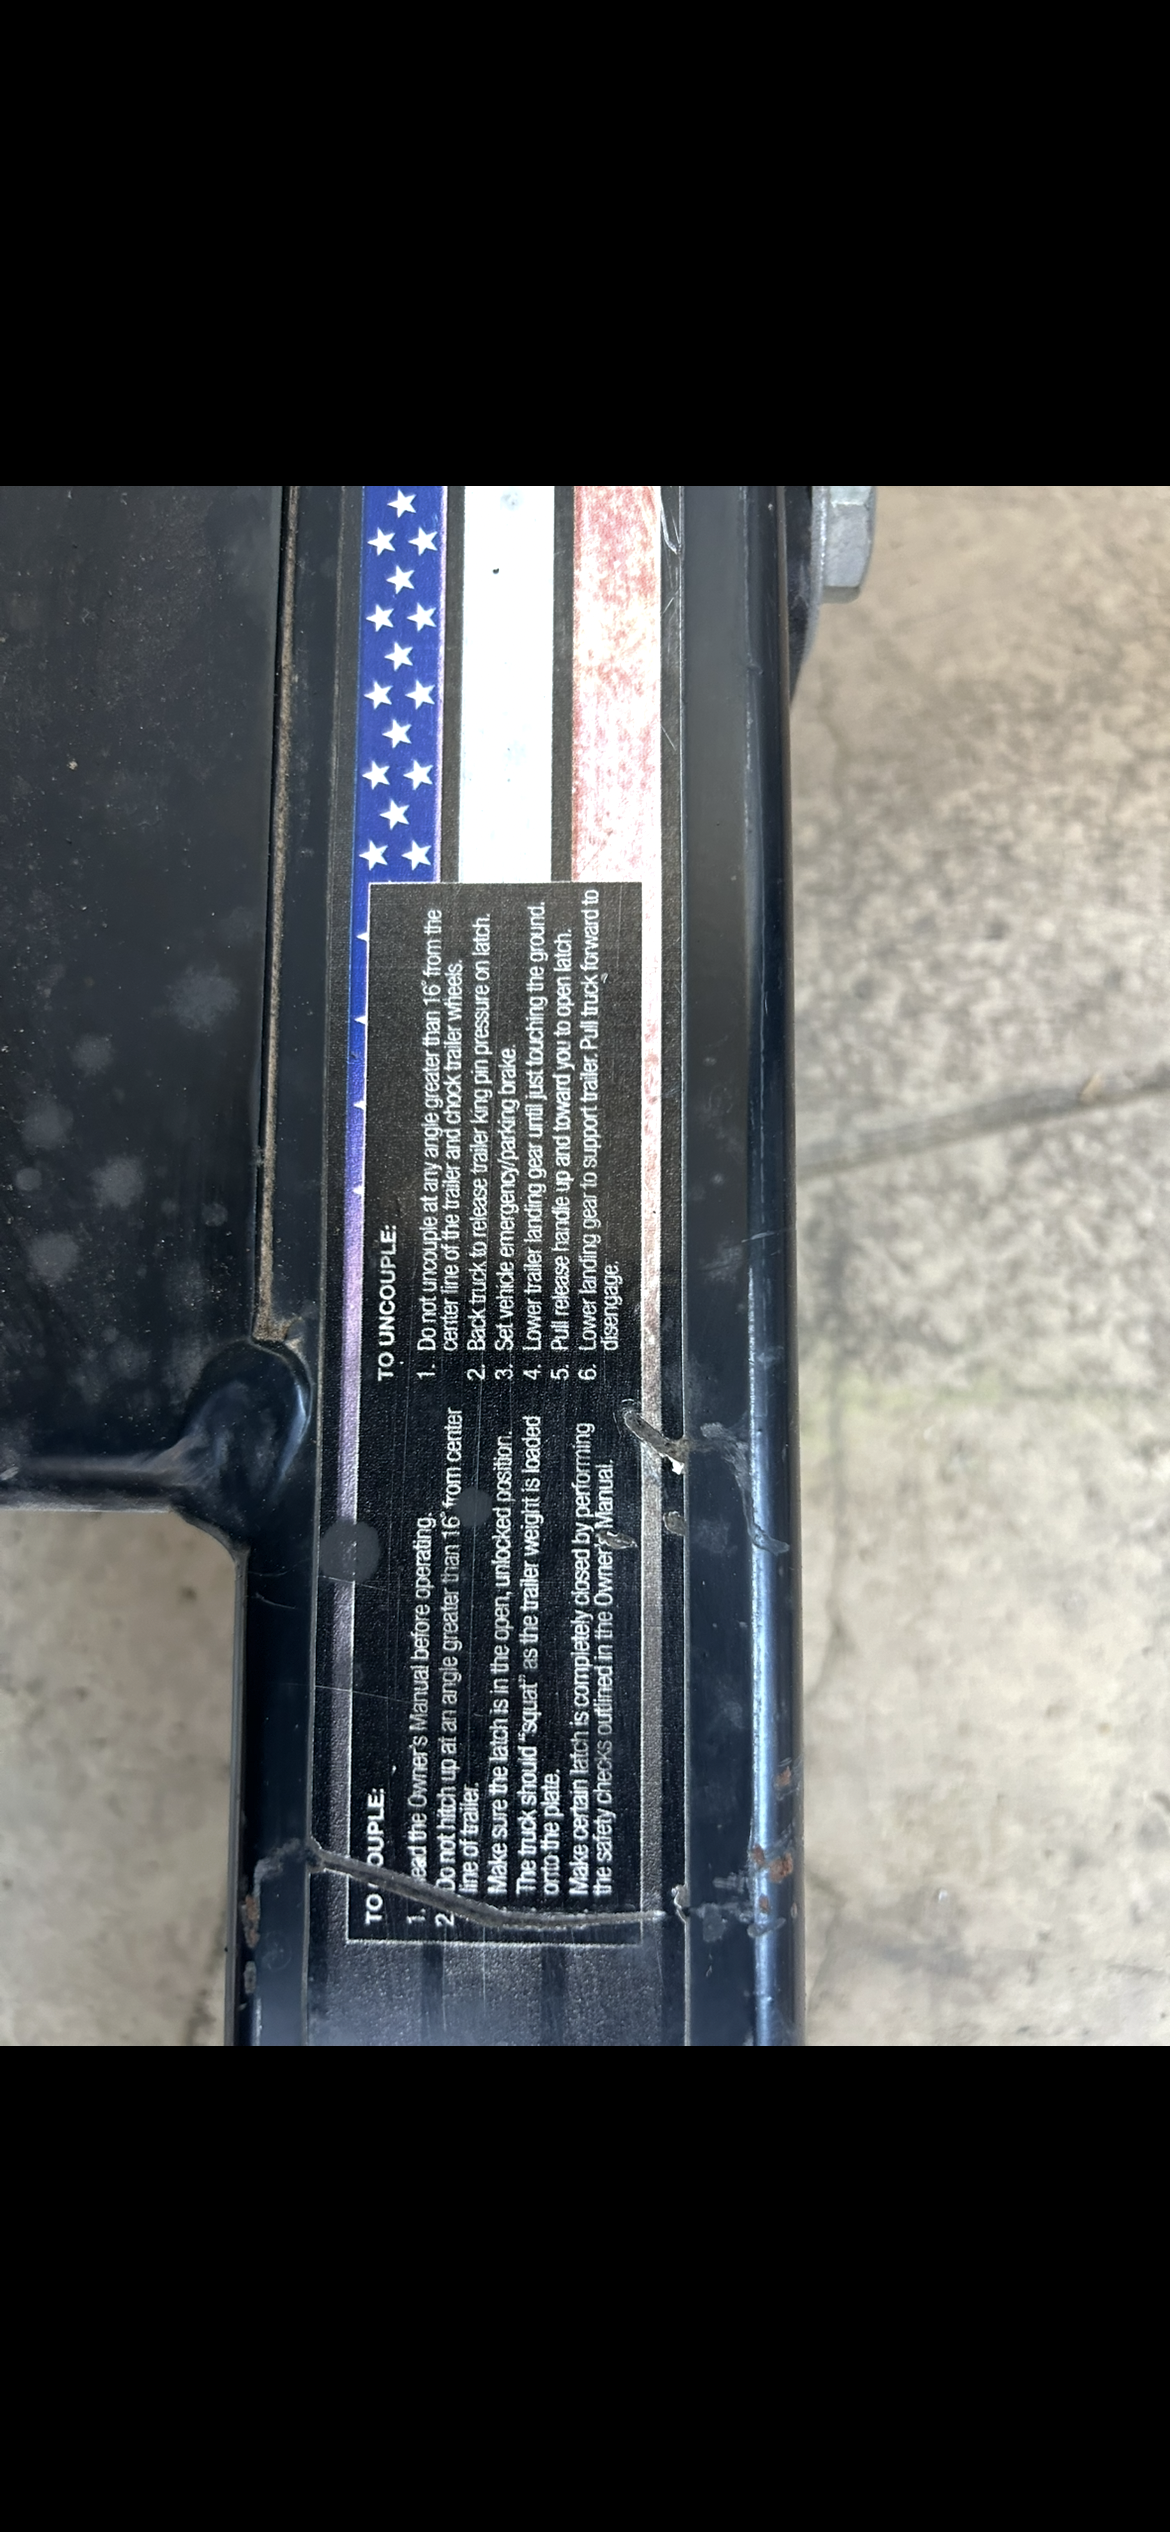 TO COUPLE:
1. Read the Owner's Manual before operating.
2. Do not hitch up at an angle greater than 16° from center
line of trailer.
Make sure the latch is in the open, unlocked position.
The truck should "squat" as the trailer weight is loaded
onto the plate.
Make certain latch is completely closed by performing
the safety checks outlined in the Owner's Manual.
TO UNCOUPLE:
1. Do not uncouple at any angle greater than 16° from the
center line of the trailer and chock trailer wheels.
2. Back truck to release trailer king pin pressure on latch.
3. Set vehicle emergency/parking brake.
4. Lower trailer landing gear until just touching the ground.
5. Pull release handle up and toward you to open latch.
6. Lower landing gear to support trailer. Pull truck forward to
disengage.